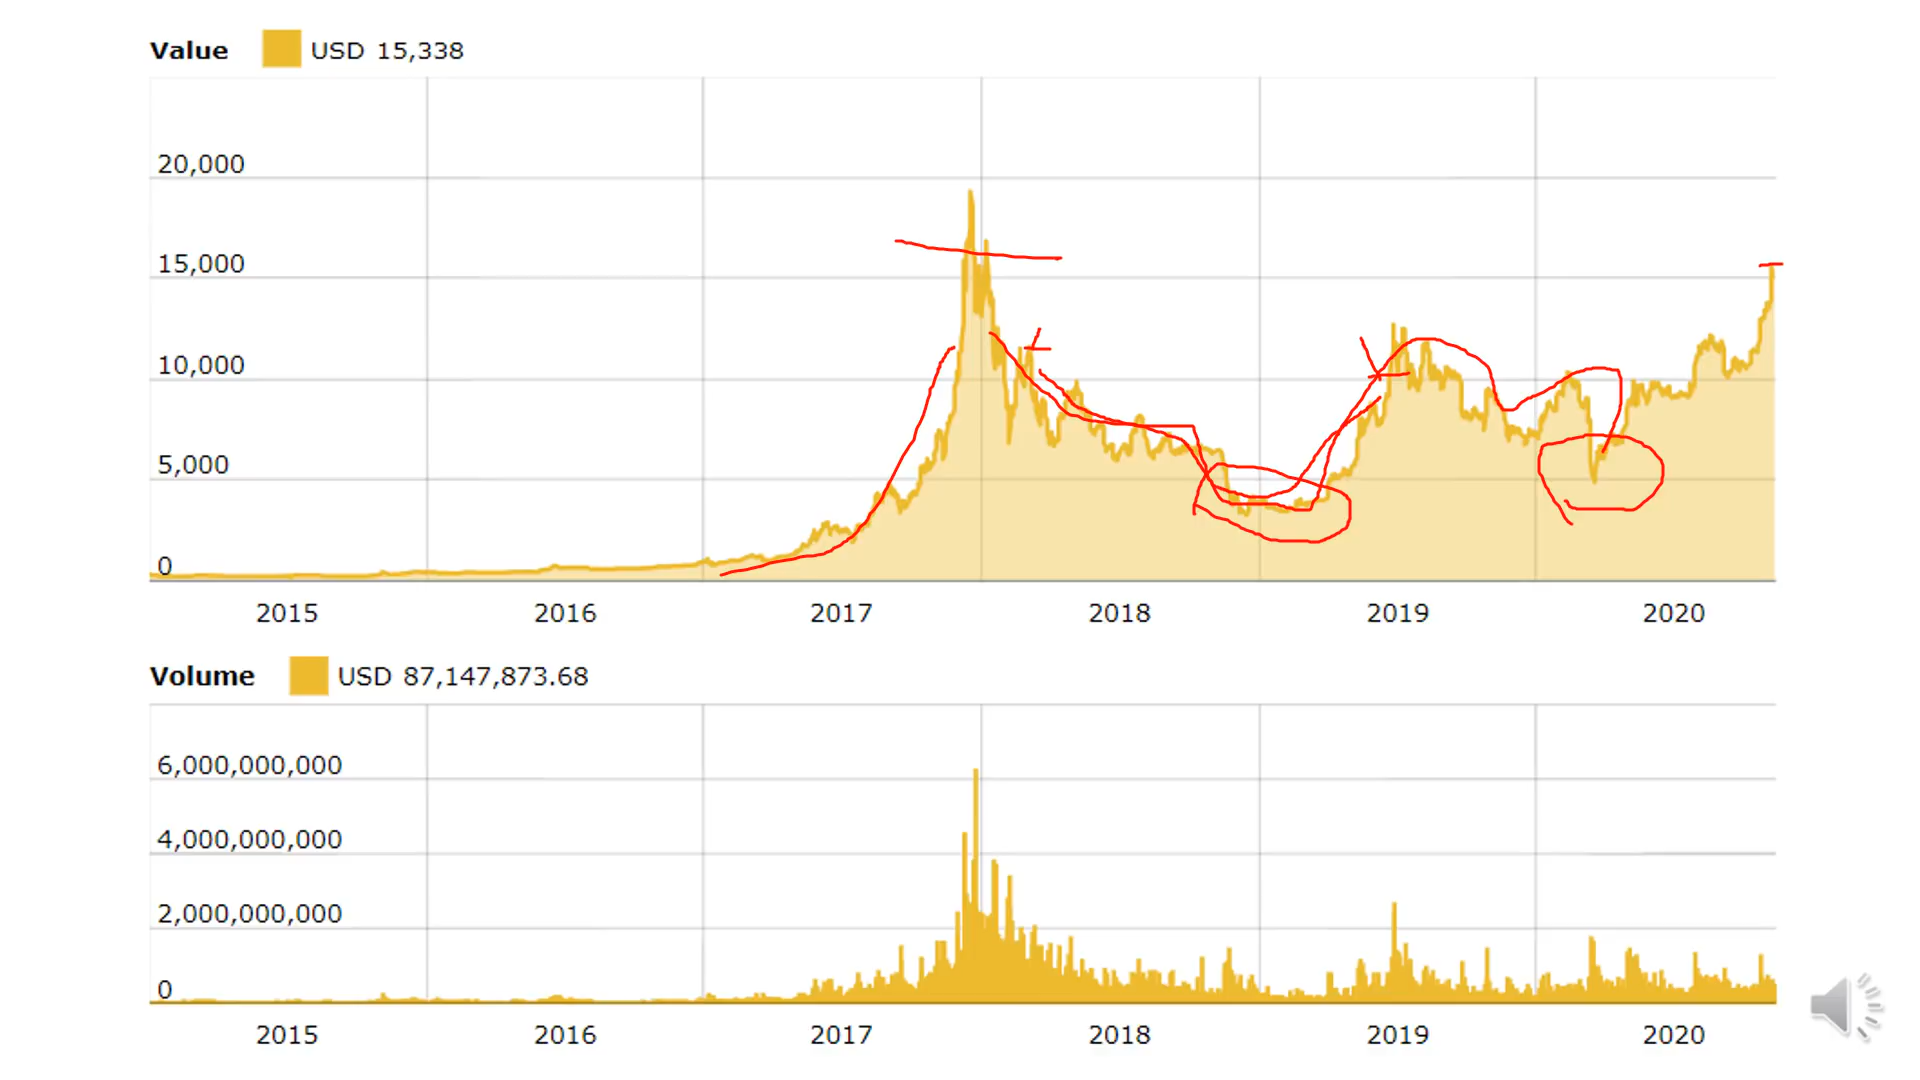 Value USD 15,338
20,000
15,000
10,000
5,000
0
2015 2016 2017 2018 2019 2020
Volume USD 87,147,873.68
6,000,000,000
4,000,000,000
2,000,000,000
0
2015 2016 2017 2018 2019 2020